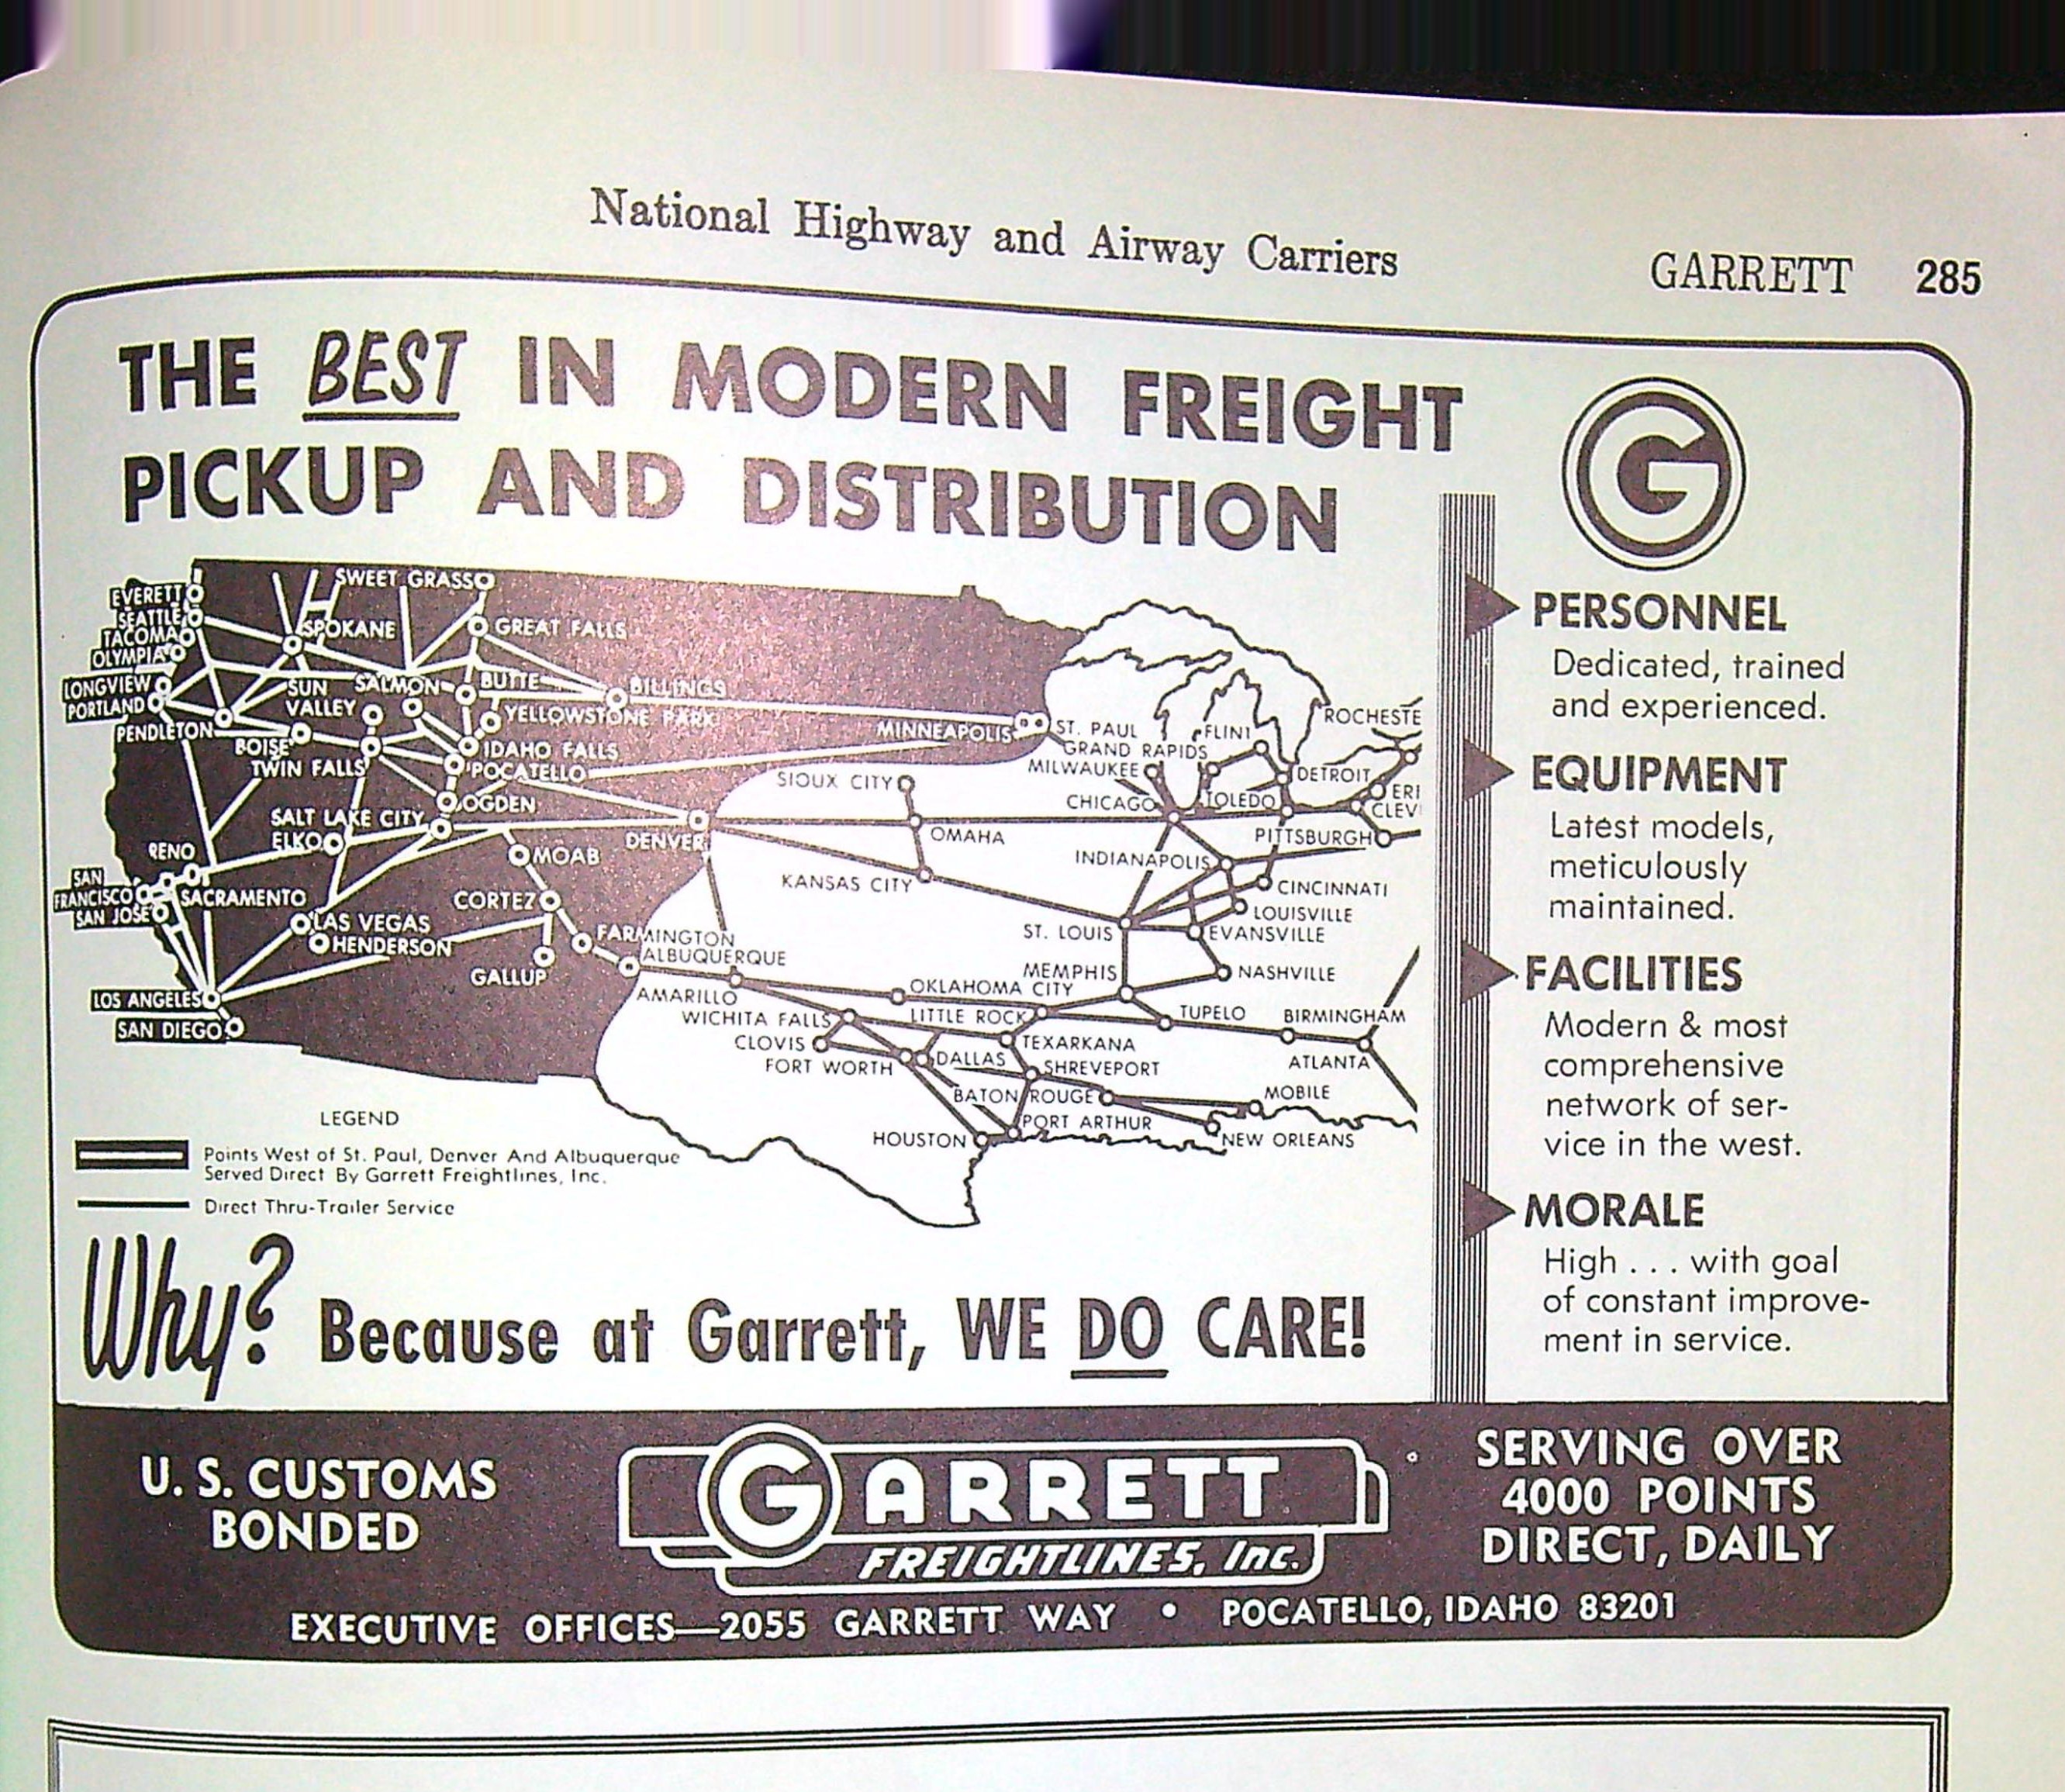 National Highway and Airway Carriers
GARRETT 285
THE BEST IN MODERN FREIGHT
PICKUP AND DISTRIBUTION
G
EVERETT
SEATTLE
TACOMA
OLYMPIA
LONGVIEW
PORTLAND
PENDLETON
SWEET GRASS
SPOKANE
GREAT FALLS
SUN
VALLEY
SALMON
BUTTE
BILLINGS
YELLOWSTONE PARK
BOISE
IDAHO FALLS
TWIN FALLS
POCATELLO
OGDEN
SALT LAKE CITY
ELKO
RENO
MOAB
DENVER
SAN
FRANCISCO
SACRAMENTO
SAN JOSE
CORTEZ
LAS VEGAS
HENDERSON
FARMINGTON
ALBUQUERQUE
GALLUP
LOS ANGELES
SAN DIEGO
MINNEAPOLIS
ST. PAUL
FLINT
ROCHESTE
GRAND RAPIDS
MILWAUKEE
DETROIT
SIOUX CITY
CHICAGO
TOLEDO
ERI
CLEV
OMAHA
PITTSBURGH
INDIANAPOLIS
KANSAS CITY
CINCINNATI
LOUISVILLE
ST. LOUIS
EVANSVILLE
MEMPHIS
NASHVILLE
OKLAHOMA CITY
AMARILLO
WICHITA FALLS
LITTLE ROCK
TUPELO
BIRMINGHAM
CLOVIS
TEXARKANA
DALLAS
ATLANTA
FORT WORTH
SHREVEPORT
BATON ROUGE
MOBILE
PORT ARTHUR
HOUSTON
NEW ORLEANS
LEGEND
Points West of St. Paul, Denver And Albuquerque
Served Direct By Garrett Freightlines, Inc.
Direct Thru-Trailer Service
PERSONNEL
Dedicated, trained
and experienced.
EQUIPMENT
Latest models,
meticulously
maintained.
FACILITIES
Modern & most
comprehensive
network of ser-
vice in the west.
MORALE
High . . . with goal
of constant improve-
ment in service.
Why? Because at Garrett, WE DO CARE!
U. S. CUSTOMS
BONDED
GARRETT
FREIGHTLINES, Inc.
SERVING OVER
4000 POINTS
DIRECT, DAILY
EXECUTIVE OFFICES—2055 GARRETT WAY • POCATELLO, IDAHO 83201